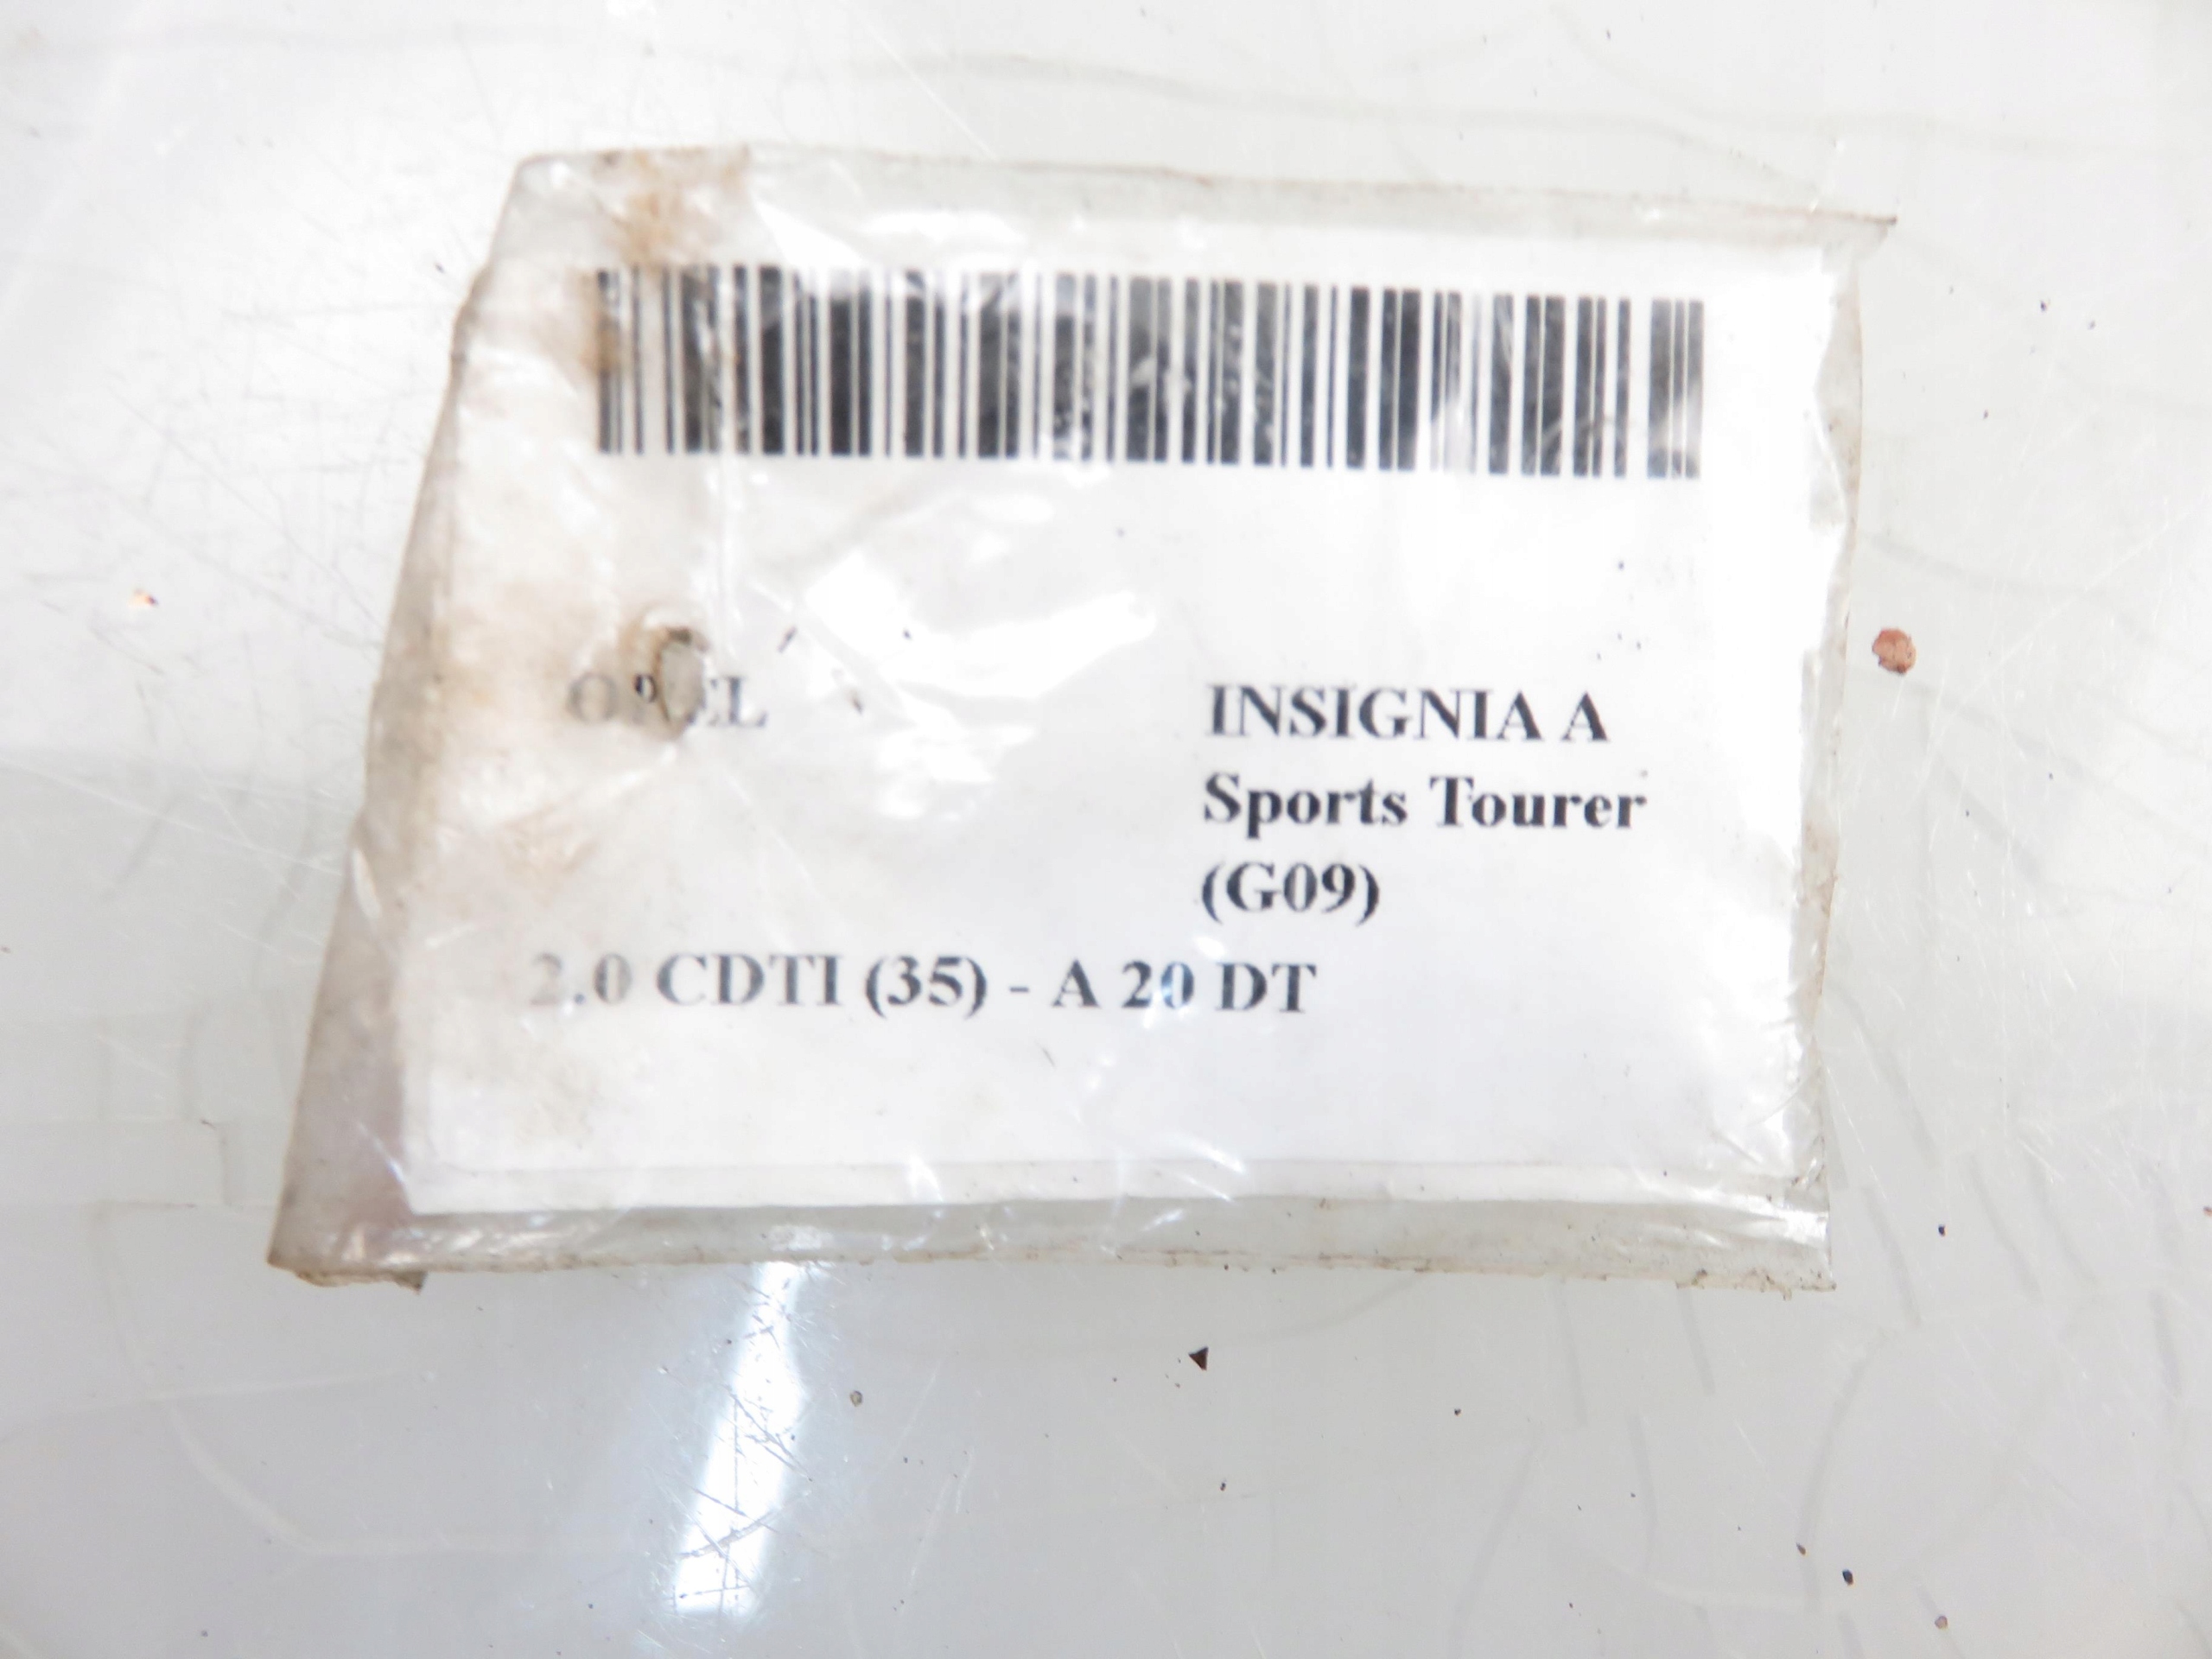 OPEL INSIGNIA A
Sports Tourer
(G09)
2.0 CDTI (35) - A 20 DT